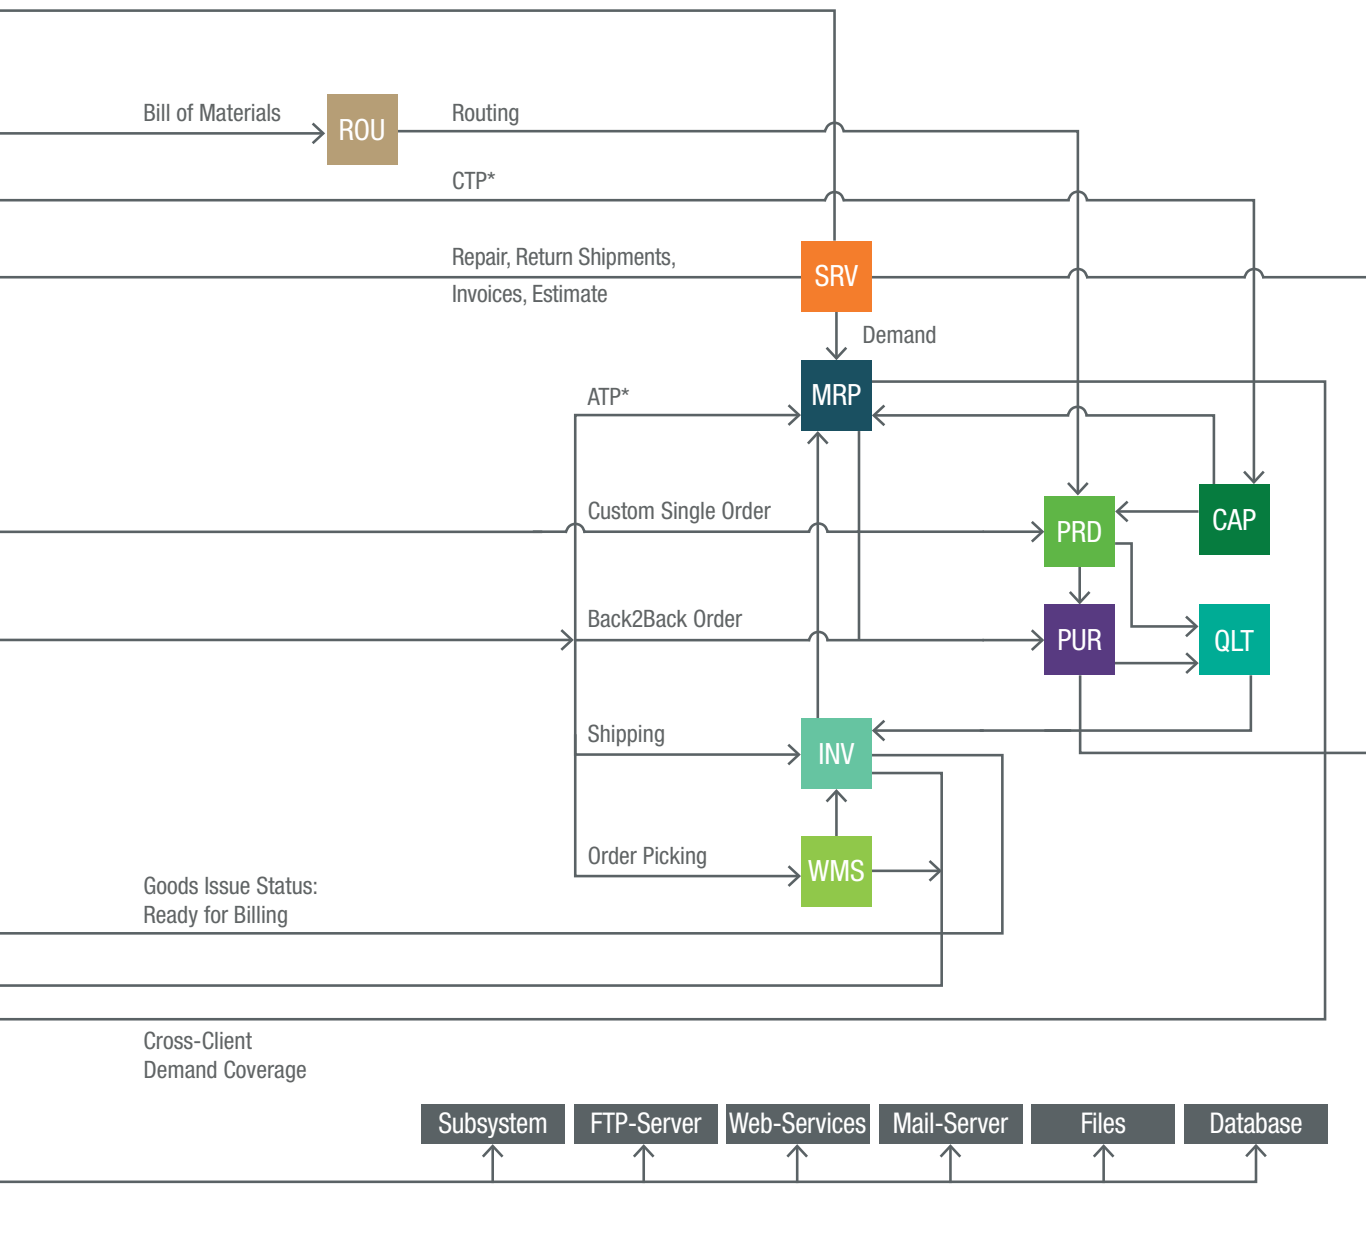 Bill of Materials
ROU
Routing
CTP*
Repair, Return Shipments,
Invoices, Estimate
SRV
Demand
ATP*
MRP
Custom Single Order
PRD
CAP
Back2Back Order
PUR
QLT
Shipping
INV
Order Picking
WMS
Goods Issue Status:
Ready for Billing
Cross-Client
Demand Coverage
Subsystem
FTP-Server
Web-Services
Mail-Server
Files
Database